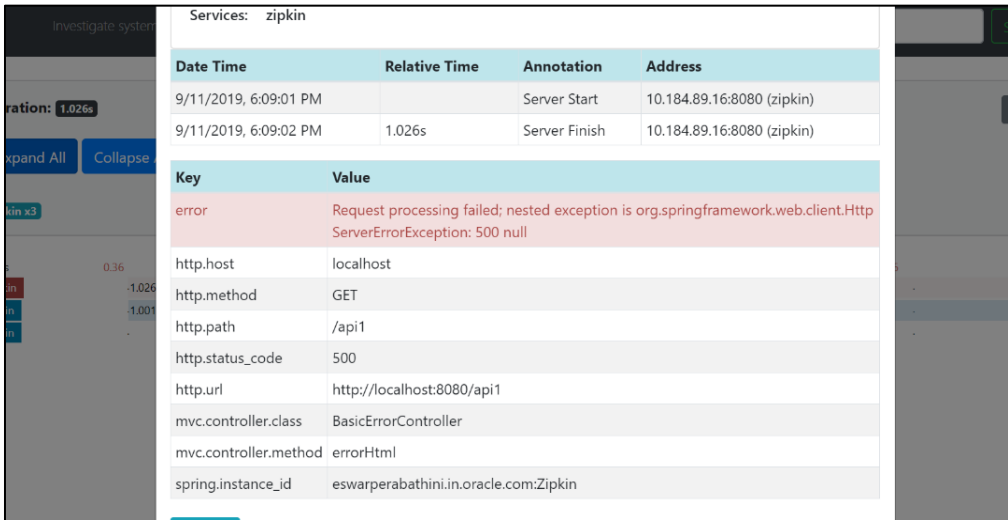 Investigate system
Services: zipkin
Date Time Relative Time Annotation Address
9/11/2019, 6:09:01 PM Server Start 10.184.89.16:8080 (zipkin)
9/11/2019, 6:09:02 PM 1.026s Server Finish 10.184.89.16:8080 (zipkin)
ration: 1.026s
xpand All Collapse
kin x3
Key Value
error Request processing failed; nested exception is org.springframework.web.client.Http
ServerErrorException: 500 null
http.host localhost
http.method GET
http.path /api1
http.status_code 500
http.url http://localhost:8080/api1
mvc.controller.class BasicErrorController
mvc.controller.method errorHtml
spring.instance_id eswarperabathini.in.oracle.com:Zipkin
0.36
-1.026
-1.001